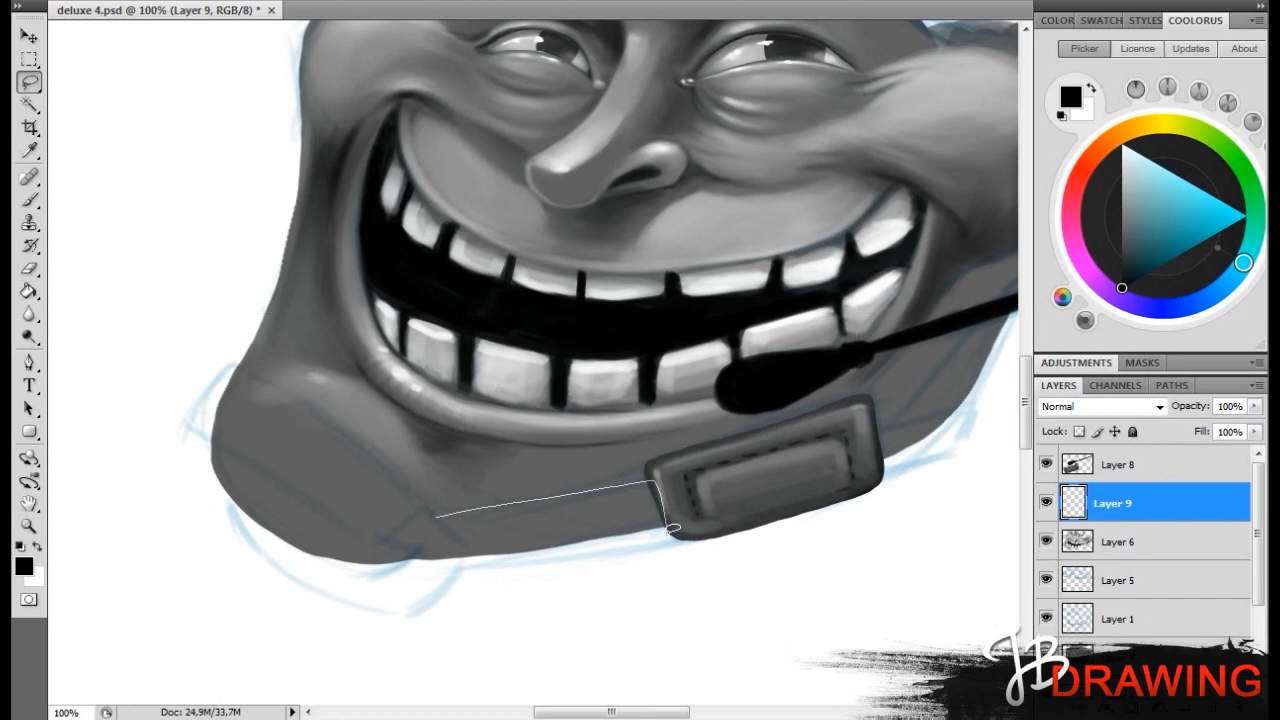 deluxe 4.psd @ 100% (Layer 9, RGB/8) * ×
COLOR SWATCH STYLES COOLORUS
Picker Licence Updates About
ADJUSTMENTS MASKS
LAYERS CHANNELS PATHS
Normal Opacity: 100%
Lock: Fill: 100%
Layer 8
Layer 9
Layer 6
Layer 5
Layer 1
T
JB
DRAWING
100% Doc: 24,9M/33,7M